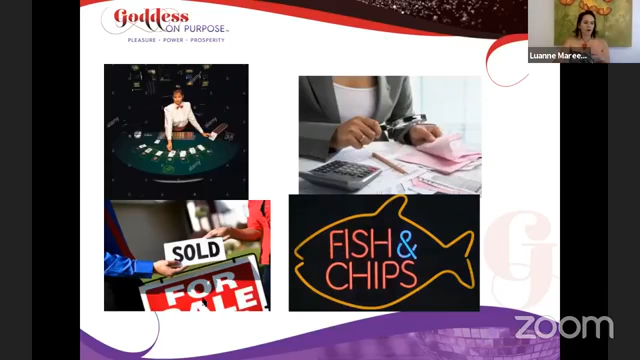 Goddess
ON PURPOSE
PLEASURE • POWER • PROSPERITY
Luanne Maree...
SOLD
FOR
SALE
FISH &
CHIPS
G
zoom